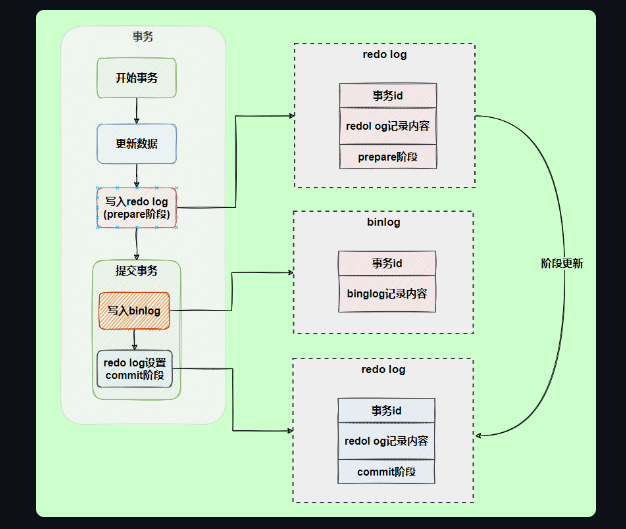 事务
开始事务
更新数据
写入redo log
(prepare阶段)
提交事务
写入binlog
redo log设置
commit阶段
redo log
事务id
redol og记录内容
prepare阶段
binlog
事务id
binglog记录内容
redo log
事务id
redol og记录内容
commit阶段
阶段更新